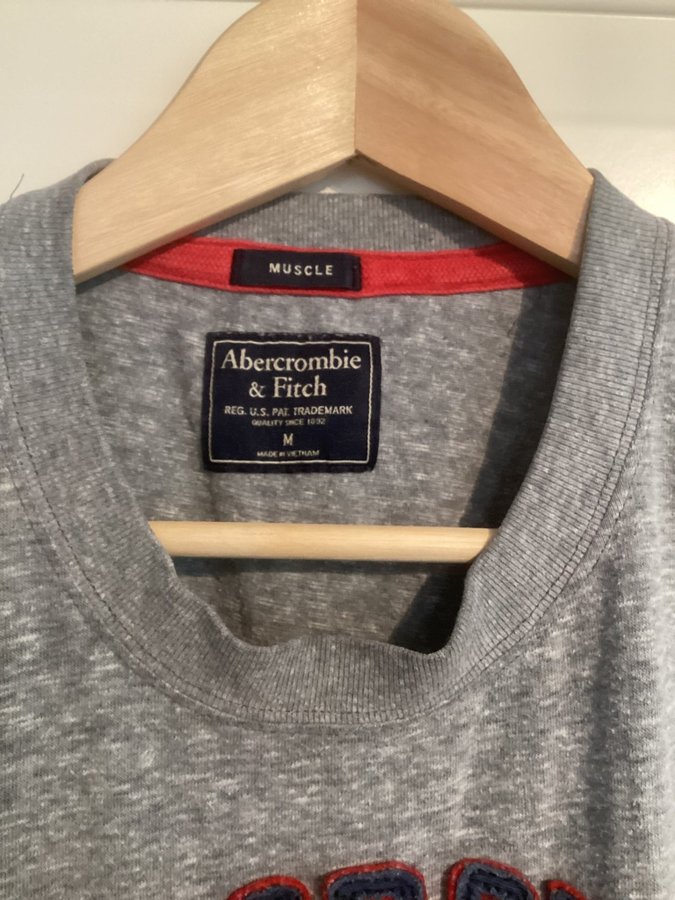 MUSCLE
Abercrombie
& Fitch
REG. U.S. PAT. TRADEMARK
QUALITY SINCE 1892
M
MADE IN VIETNAM